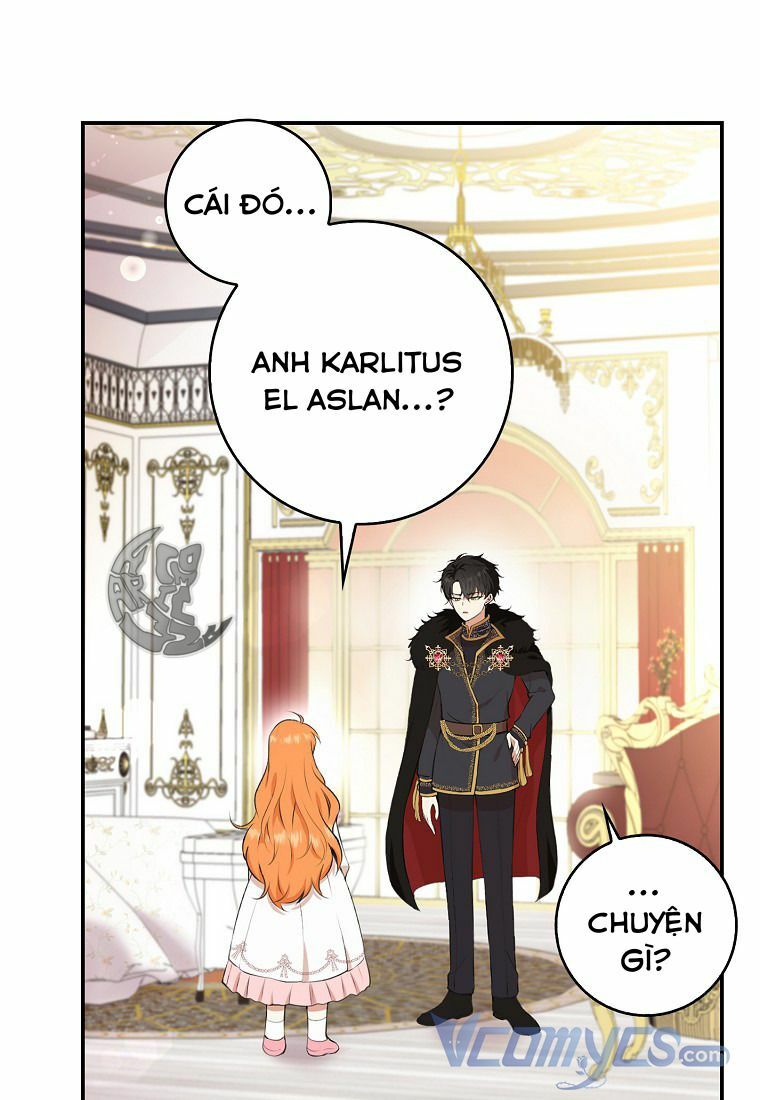 CÁI ĐÓ...
ANH KARLITUS
EL ASLAN...?
...
CHUYỆN
GÌ?
VCOMYCS.com